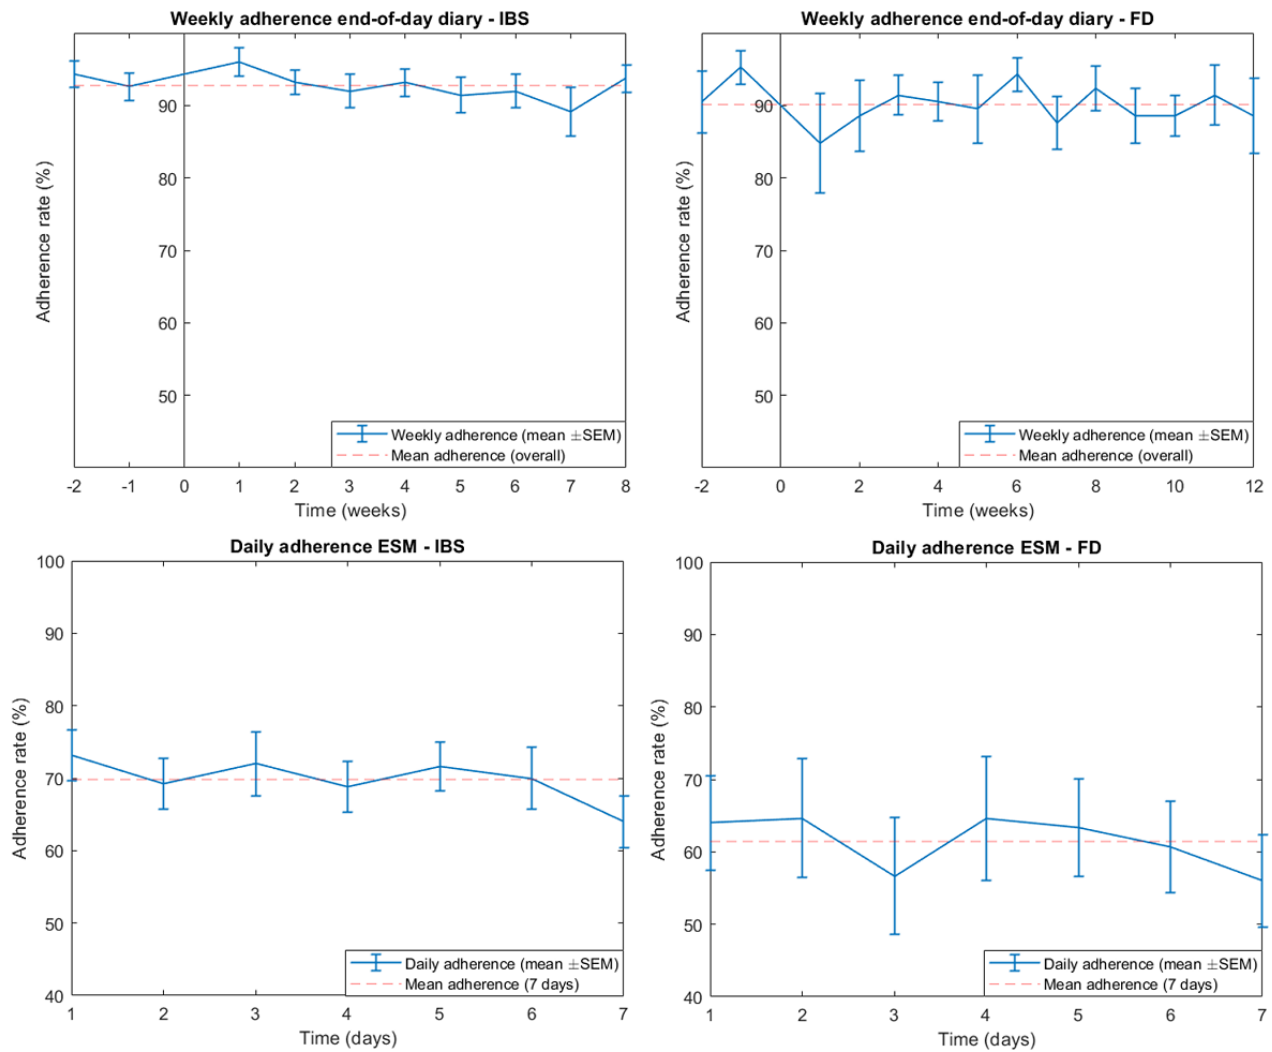 Weekly adherence end-of-day diary - IBS
Adherence rate (%)
90
80
70
60
50
Weekly adherence (mean ±SEM)
Mean adherence (overall)
-2 -1 0 1 2 3 4 5 6 7 8
Time (weeks)
Weekly adherence end-of-day diary - FD
Adherence rate (%)
90
80
70
60
50
Weekly adherence (mean ±SEM)
Mean adherence (overall)
-2 0 2 4 6 8 10 12
Time (weeks)
Daily adherence ESM - IBS
Adherence rate (%)
100
90
80
70
60
50
40
Daily adherence (mean ±SEM)
Mean adherence (7 days)
1 2 3 4 5 6 7
Time (days)
Daily adherence ESM - FD
Adherence rate (%)
100
90
80
70
60
50
40
Daily adherence (mean ±SEM)
Mean adherence (7 days)
1 2 3 4 5 6 7
Time (days)